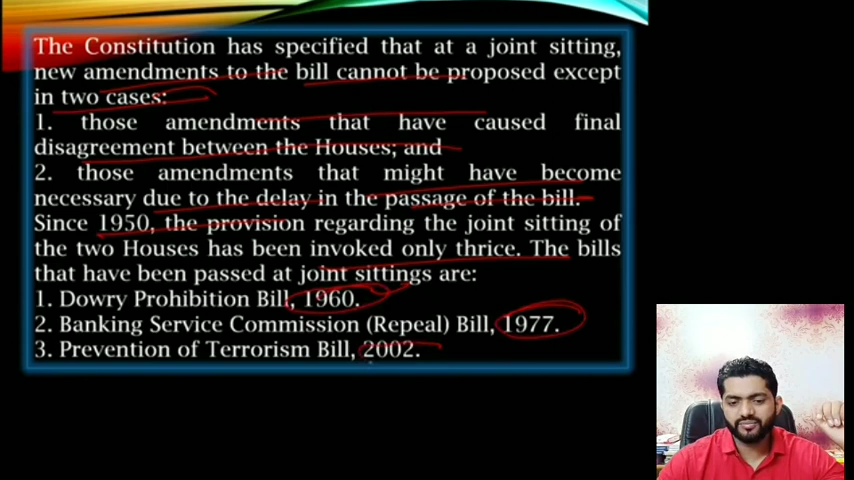 The Constitution has specified that at a joint sitting,
new amendments to the bill cannot be proposed except
in two cases:
1. those amendments that have caused final
disagreement between the Houses; and
2. those amendments that might have become
necessary due to the delay in the passage of the bill.
Since 1950, the provision regarding the joint sitting of
the two Houses has been invoked only thrice. The bills
that have been passed at joint sittings are:
1. Dowry Prohibition Bill, 1960.
2. Banking Service Commission (Repeal) Bill, 1977.
3. Prevention of Terrorism Bill, 2002.